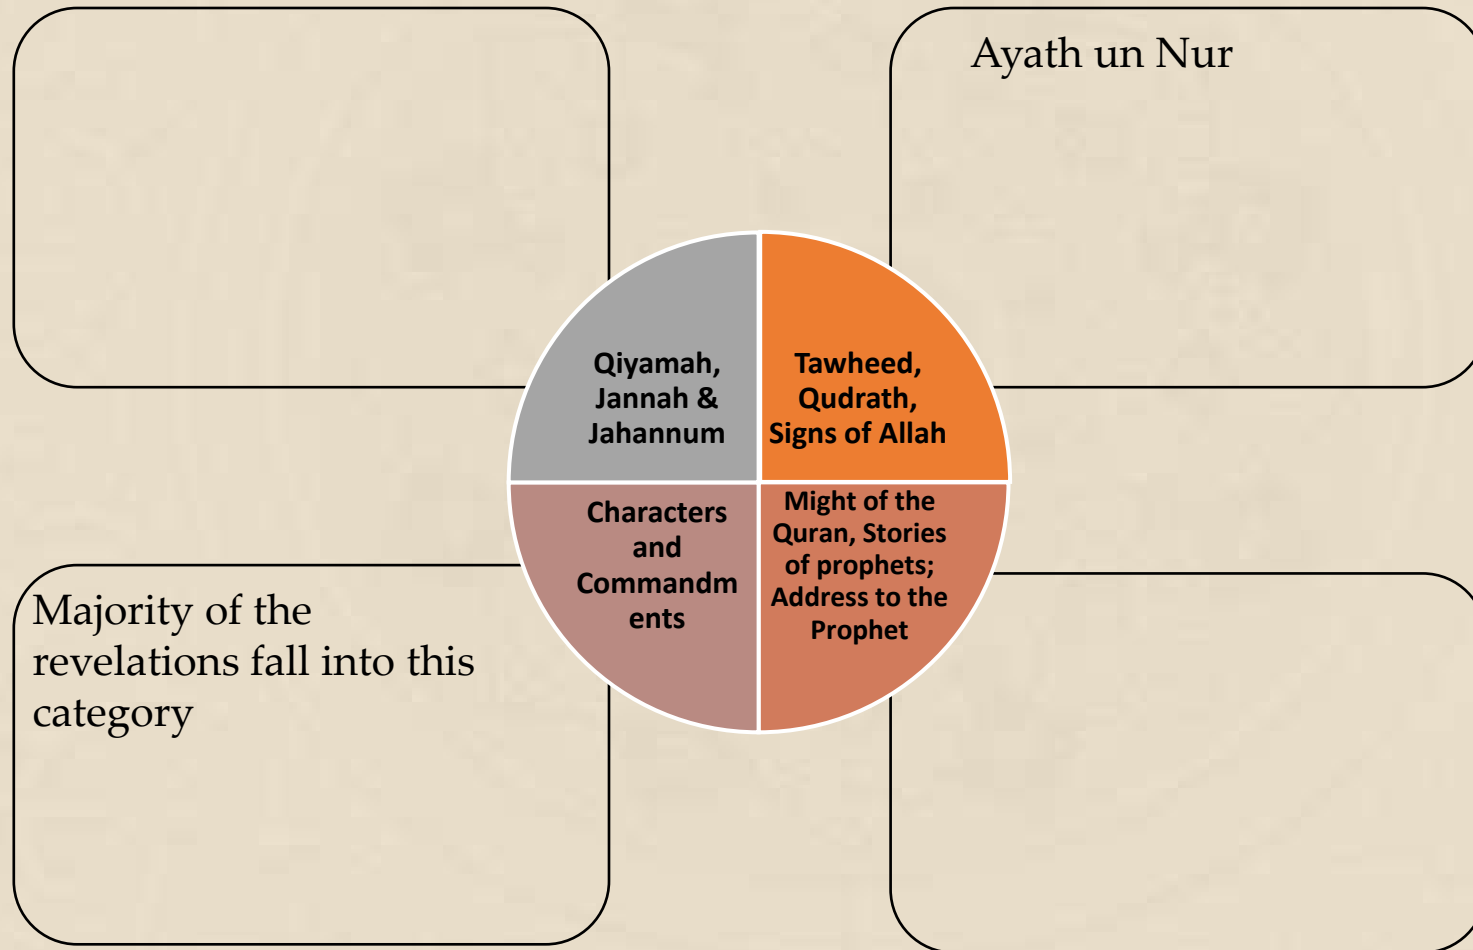 Ayath un Nur
Qiyamah,
Jannah &
Jahannum
Tawheed,
Qudrath,
Signs of Allah
Characters
and
Commandm
ents
Might of the
Quran, Stories
of prophets;
Address to the
Prophet
Majority of the
revelations fall into this
category